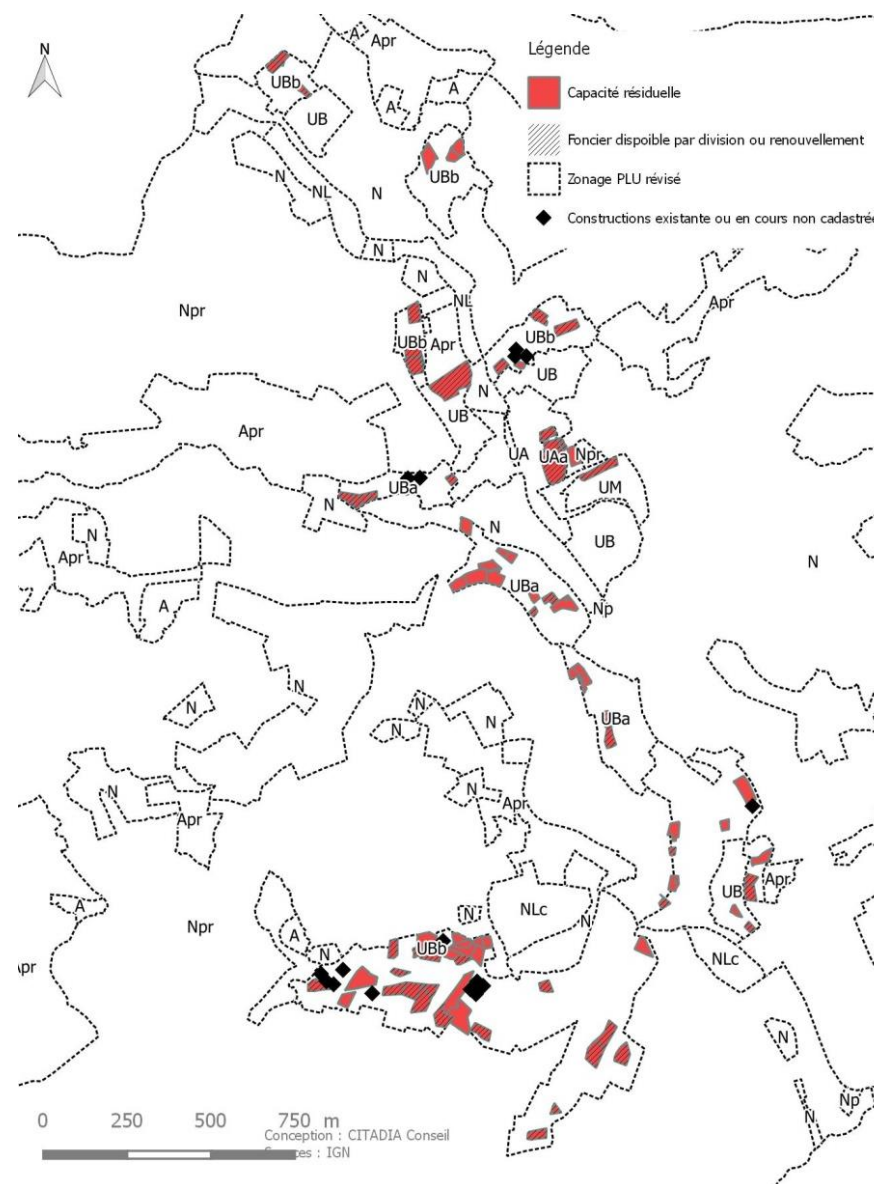 N
Légende
Capacité résiduelle
Foncier dispoible par division ou renouvellement
Zonage PLU révisé
Constructions existante ou en cours non cadastrée
A
Apr
UBb
A
A
UB
UBb
N
NL
N
N
N
NL
Npr
Apr
UBb
Apr
UBb
N
UB
UB
Apr
UA
UAa
Npr
UBa
UM
N
N
UB
N
N
Apr
UBa
A
Np
N
N
N
N
UBa
N
N
N
Apr
Apr
UB
Apr
A
NLc
N
N
Npr
A
N
UBb
NLc
Apr
N
Np
N
0 250 500 750 m
Conception : CITADIA Conseil
Sources : IGN